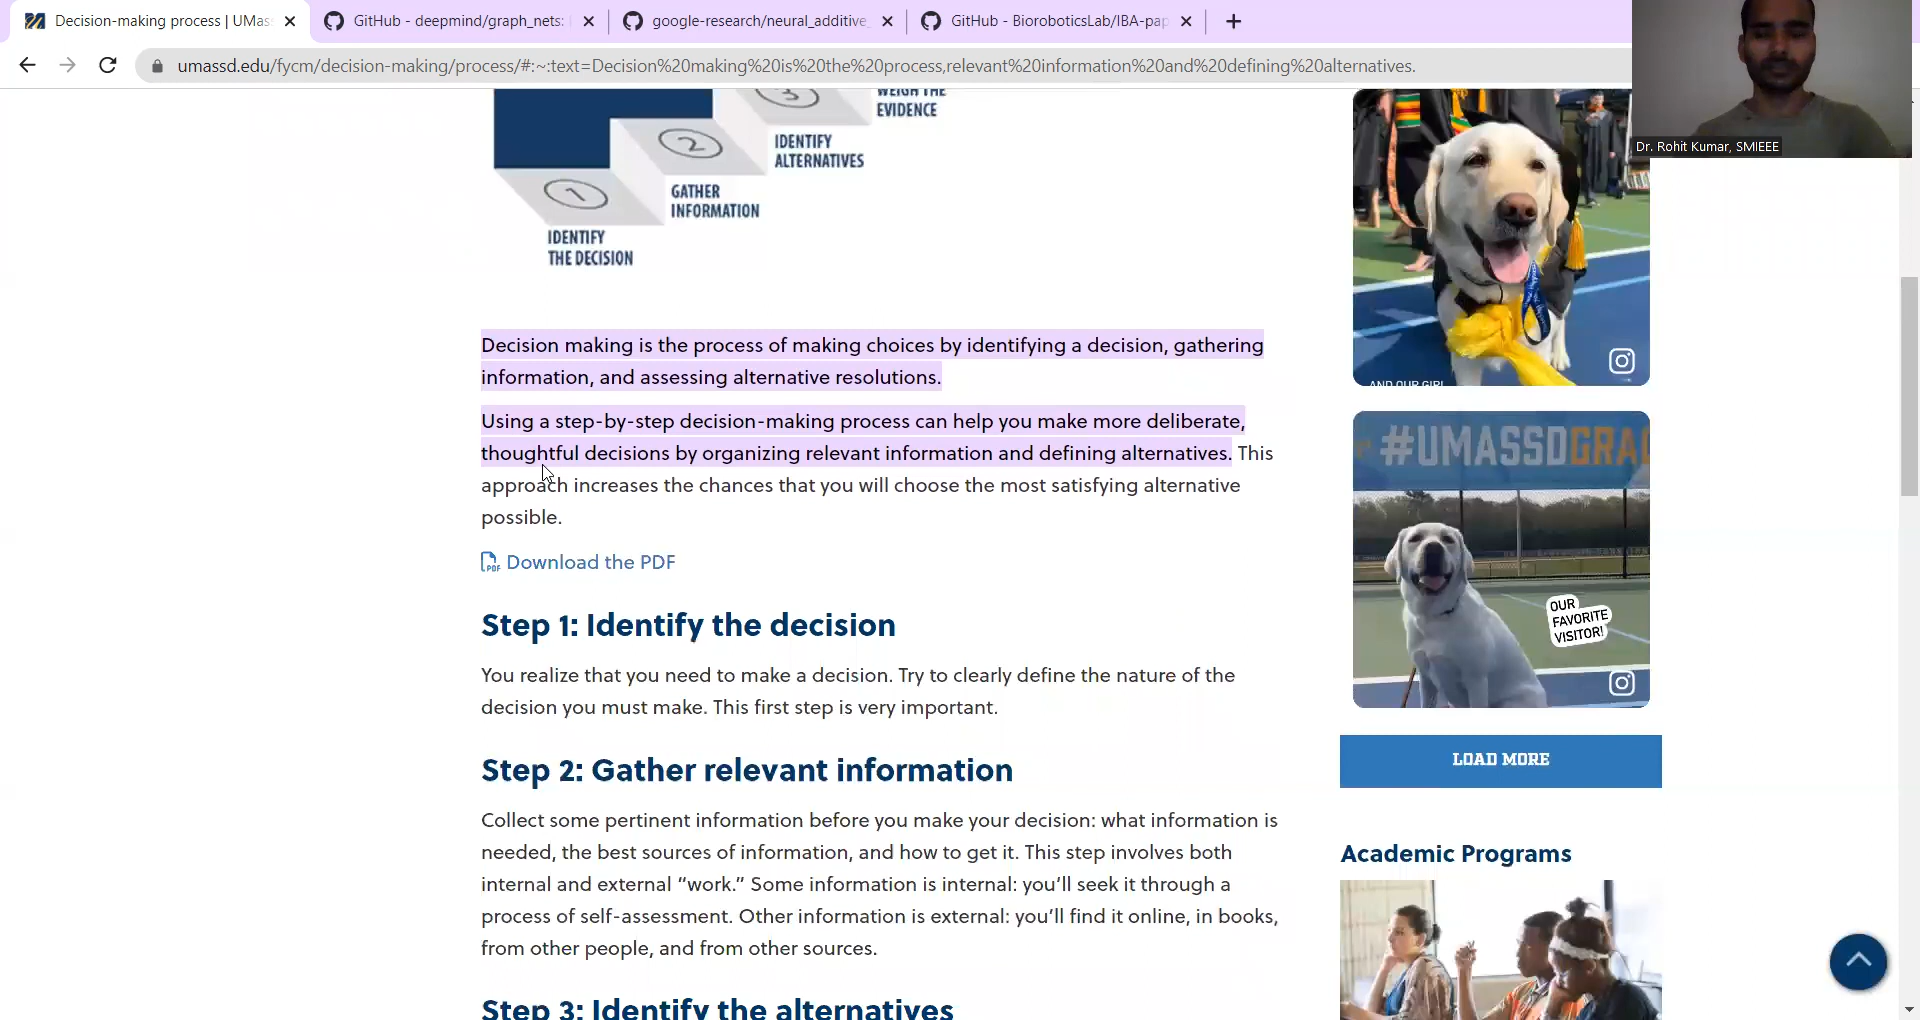 Decision-making process | UMas
GitHub - deepmind/graph_nets:
google-research/neural_additive_
GitHub - BioroboticsLab/IBA-pap
umassd.edu/fycm/decision-making/process/#:~:text=Decision%20making%20is%20the%20process,relevant%20information%20and%20defining%20alternatives.
Dr. Rohit Kumar, SMIEEE
3
WEIGH THE
EVIDENCE
2
IDENTIFY
ALTERNATIVES
1
GATHER
INFORMATION
IDENTIFY
THE DECISION
Decision making is the process of making choices by identifying a decision, gathering
information, and assessing alternative resolutions.
Using a step-by-step decision-making process can help you make more deliberate,
thoughtful decisions by organizing relevant information and defining alternatives. This
approach increases the chances that you will choose the most satisfying alternative
possible.
PDF Download the PDF
Step 1: Identify the decision
You realize that you need to make a decision. Try to clearly define the nature of the
decision you must make. This first step is very important.
Step 2: Gather relevant information
Collect some pertinent information before you make your decision: what information is
needed, the best sources of information, and how to get it. This step involves both
internal and external “work.” Some information is internal: you’ll seek it through a
process of self-assessment. Other information is external: you’ll find it online, in books,
from other people, and from other sources.
Step 3: Identify the alternatives
AND OUR GIRL
#UMASSDGRA
OUR
FAVORITE
VISITOR!
LOAD MORE
Academic Programs